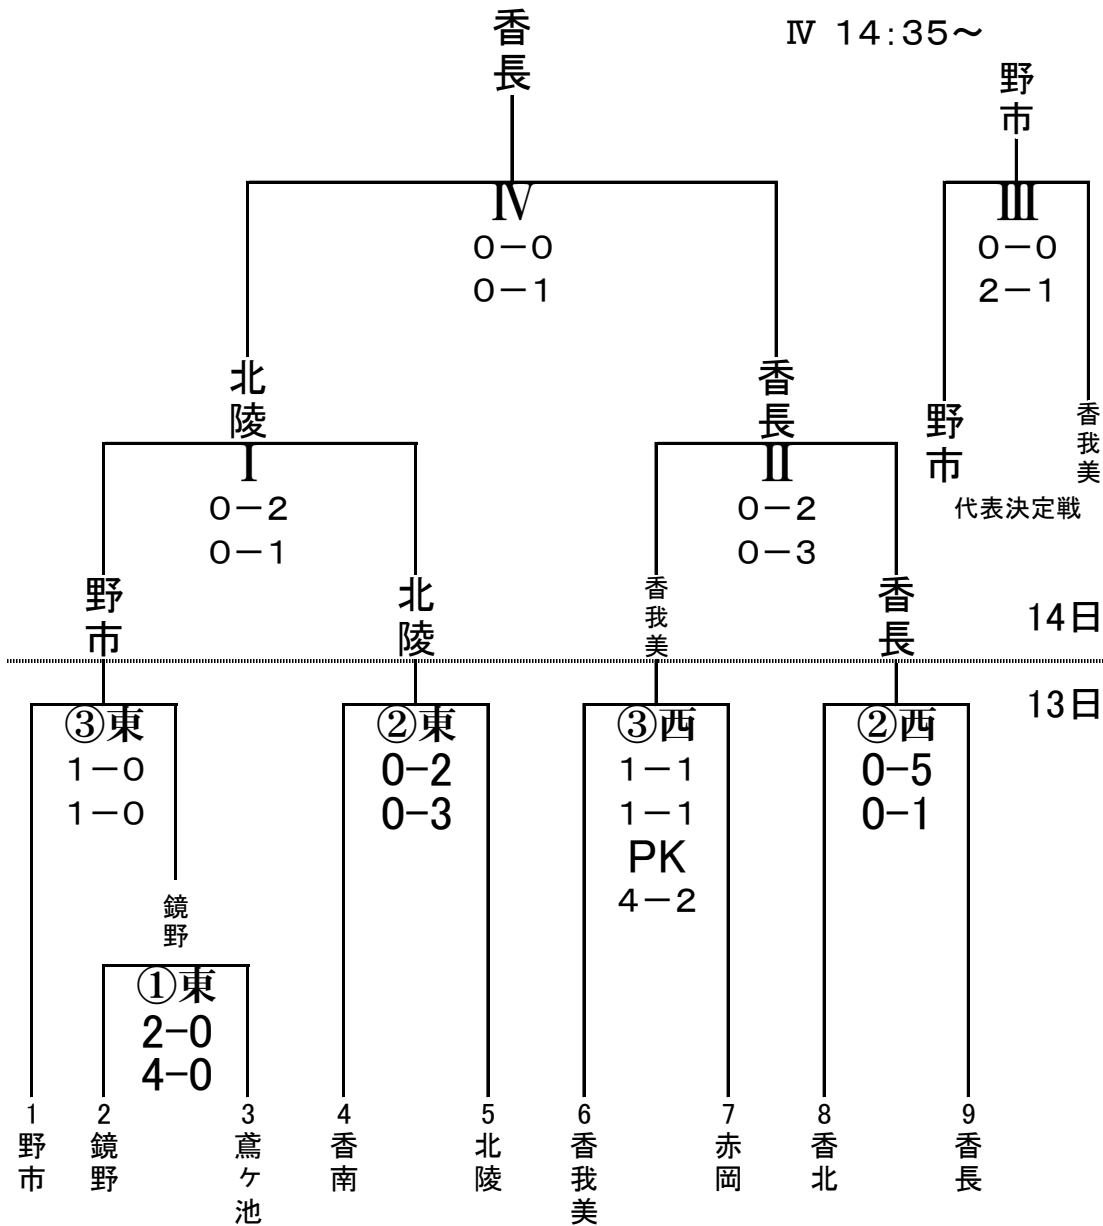 香長
Ⅳ 14:35～
野市
Ⅳ
0－0
0－1
Ⅲ
0－0
2－1
北陵
香長
野市
香我美
代表決定戦
Ⅰ
0－2
0－1
Ⅱ
0－2
0－3
野市
北陵
香我美
香長
14日
13日
③東
1－0
1－0
②東
0-2
0-3
③西
1－1
1－1
PK
4－2
②西
0-5
0-1
鏡野
①東
2-0
4-0
1 野市
2 鏡野
3 鳶ヶ池
4 香南
5 北陵
6 香我美
7 赤岡
8 香北
9 香長